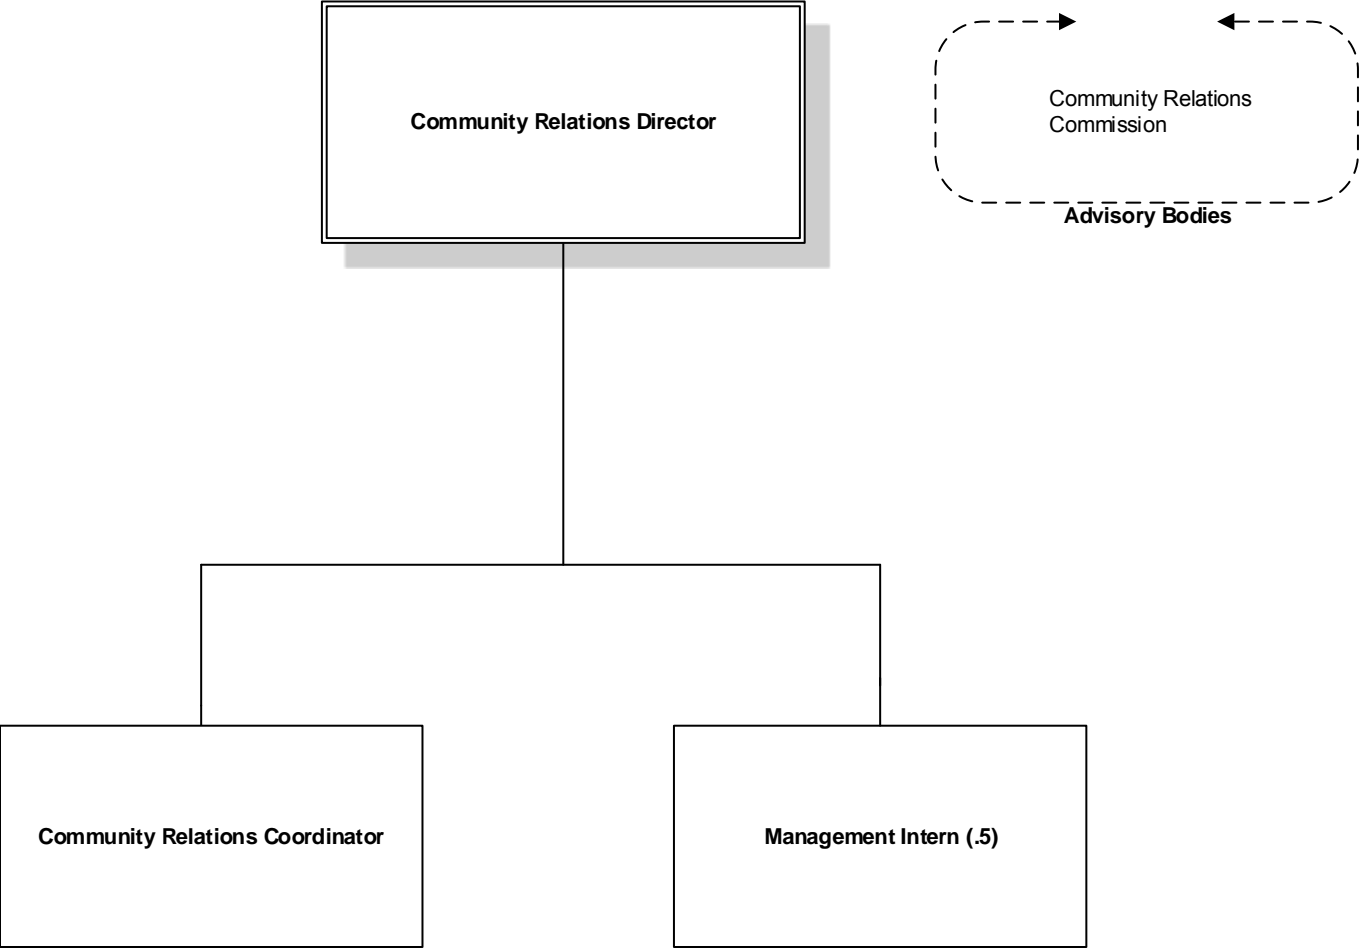 Community Relations Director
Community Relations
Commission
Advisory Bodies
Community Relations Coordinator
Management Intern (.5)